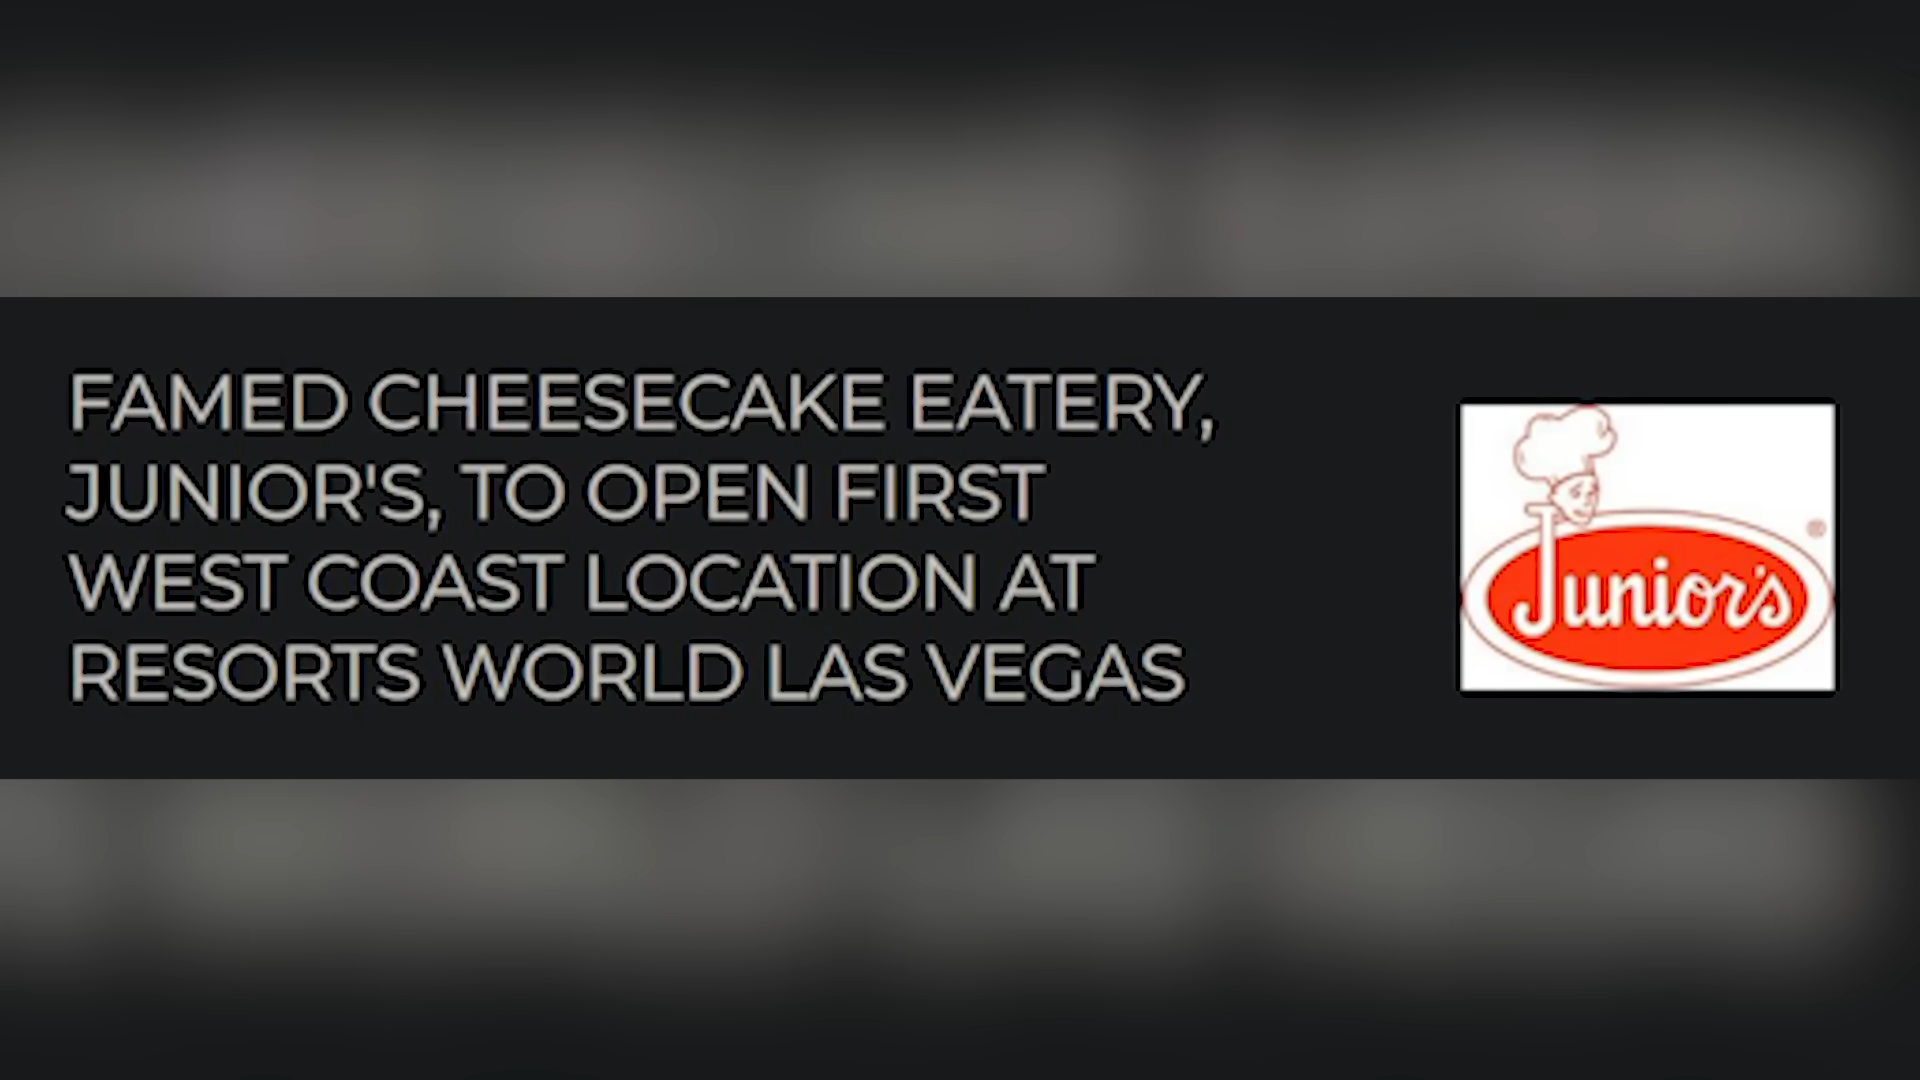 FAMED CHEESECAKE EATERY,
JUNIOR'S, TO OPEN FIRST
WEST COAST LOCATION AT
RESORTS WORLD LAS VEGAS
Junior's
®